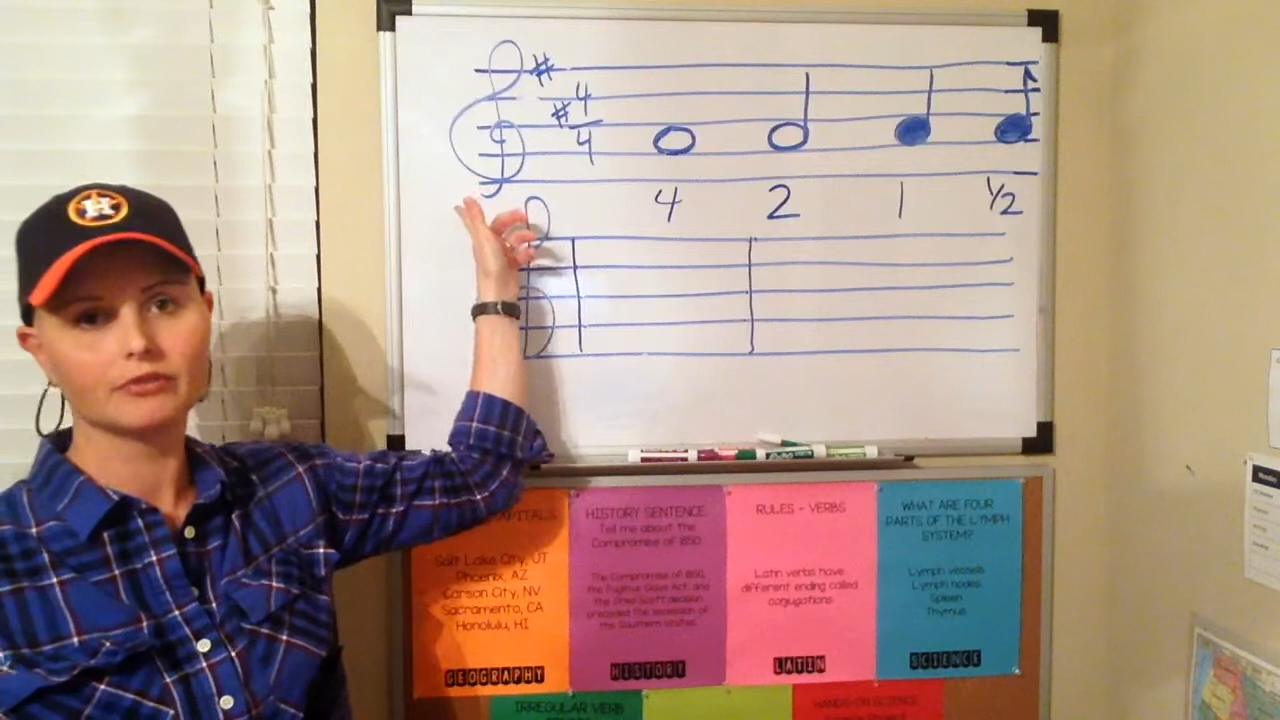 H
# 4
# 4
4 2 1 1/2
Salt Lake City, UT
Phoenix, AZ
Carson City, NV
Sacramento, CA
Honolulu, HI
GEOGRAPHY
HISTORY SENTENCE
Tell me about the
Compromise of 1850.
The Compromise of 1850,
the Fugitive Slave Act, and
the Dred Scott decision
preceded the secession of
the Southern states.
HISTORY
RULES - VERBS
Latin verbs have
different ending called
conjugations.
LATIN
WHAT ARE FOUR
PARTS OF THE LYMPH
SYSTEM?
Lymph vessels
Lymph nodes
Spleen
Thymus
SCIENCE
IRREGULAR VERB
HANDS-ON SCIENCE